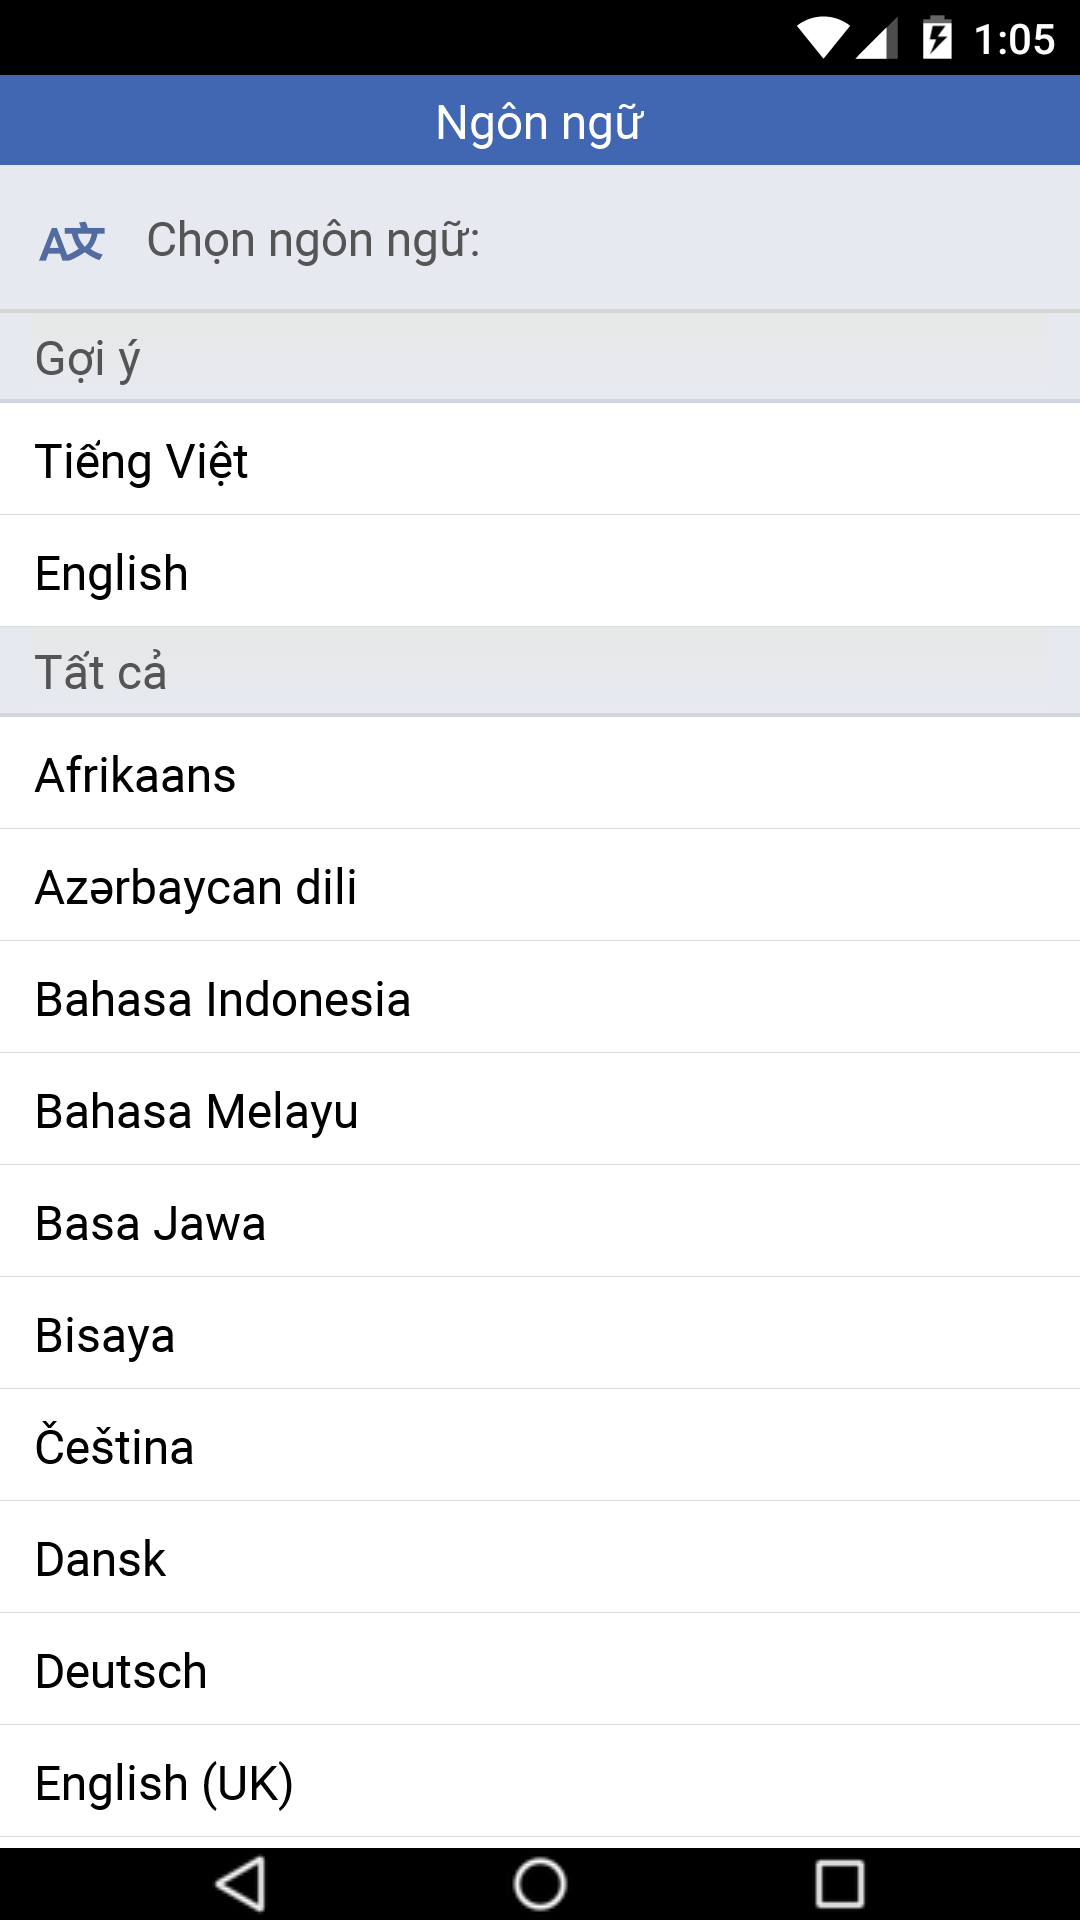 1:05
Ngôn ngữ
A文 Chọn ngôn ngữ:
Gợi ý
Tiếng Việt
English
Tất cả
Afrikaans
Azərbaycan dili
Bahasa Indonesia
Bahasa Melayu
Basa Jawa
Bisaya
Čeština
Dansk
Deutsch
English (UK)